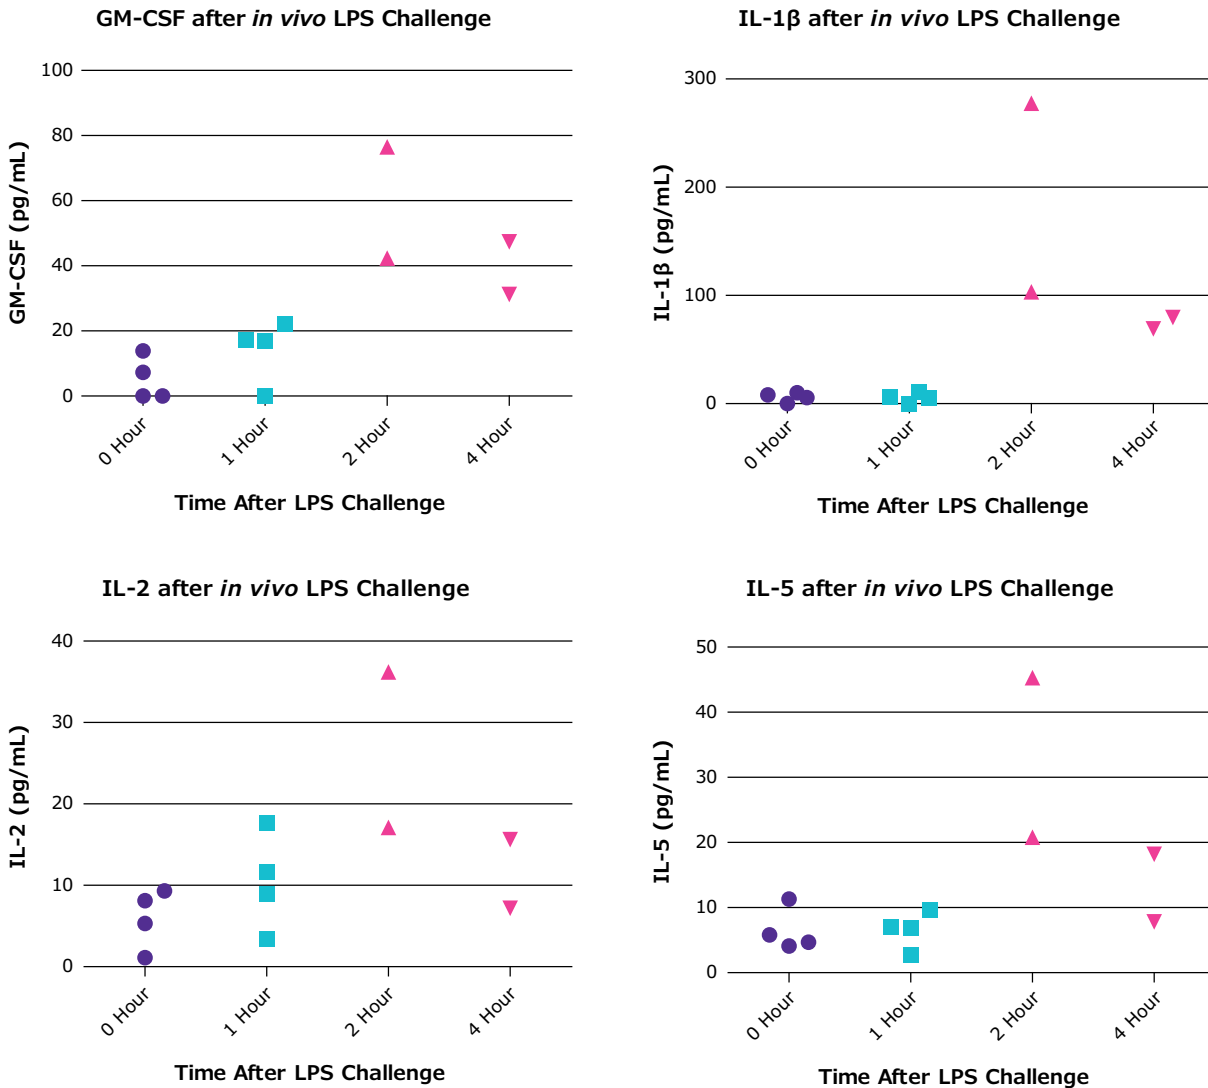 GM-CSF after in vivo LPS Challenge
100
80
60
40
20
0
GM-CSF (pg/mL)
0 Hour
1 Hour
2 Hour
4 Hour
Time After LPS Challenge
IL-1β after in vivo LPS Challenge
300
200
100
0
IL-1β (pg/mL)
0 Hour
1 Hour
2 Hour
4 Hour
Time After LPS Challenge
IL-2 after in vivo LPS Challenge
40
30
20
10
0
IL-2 (pg/mL)
0 Hour
1 Hour
2 Hour
4 Hour
Time After LPS Challenge
IL-5 after in vivo LPS Challenge
50
40
30
20
10
0
IL-5 (pg/mL)
0 Hour
1 Hour
2 Hour
4 Hour
Time After LPS Challenge